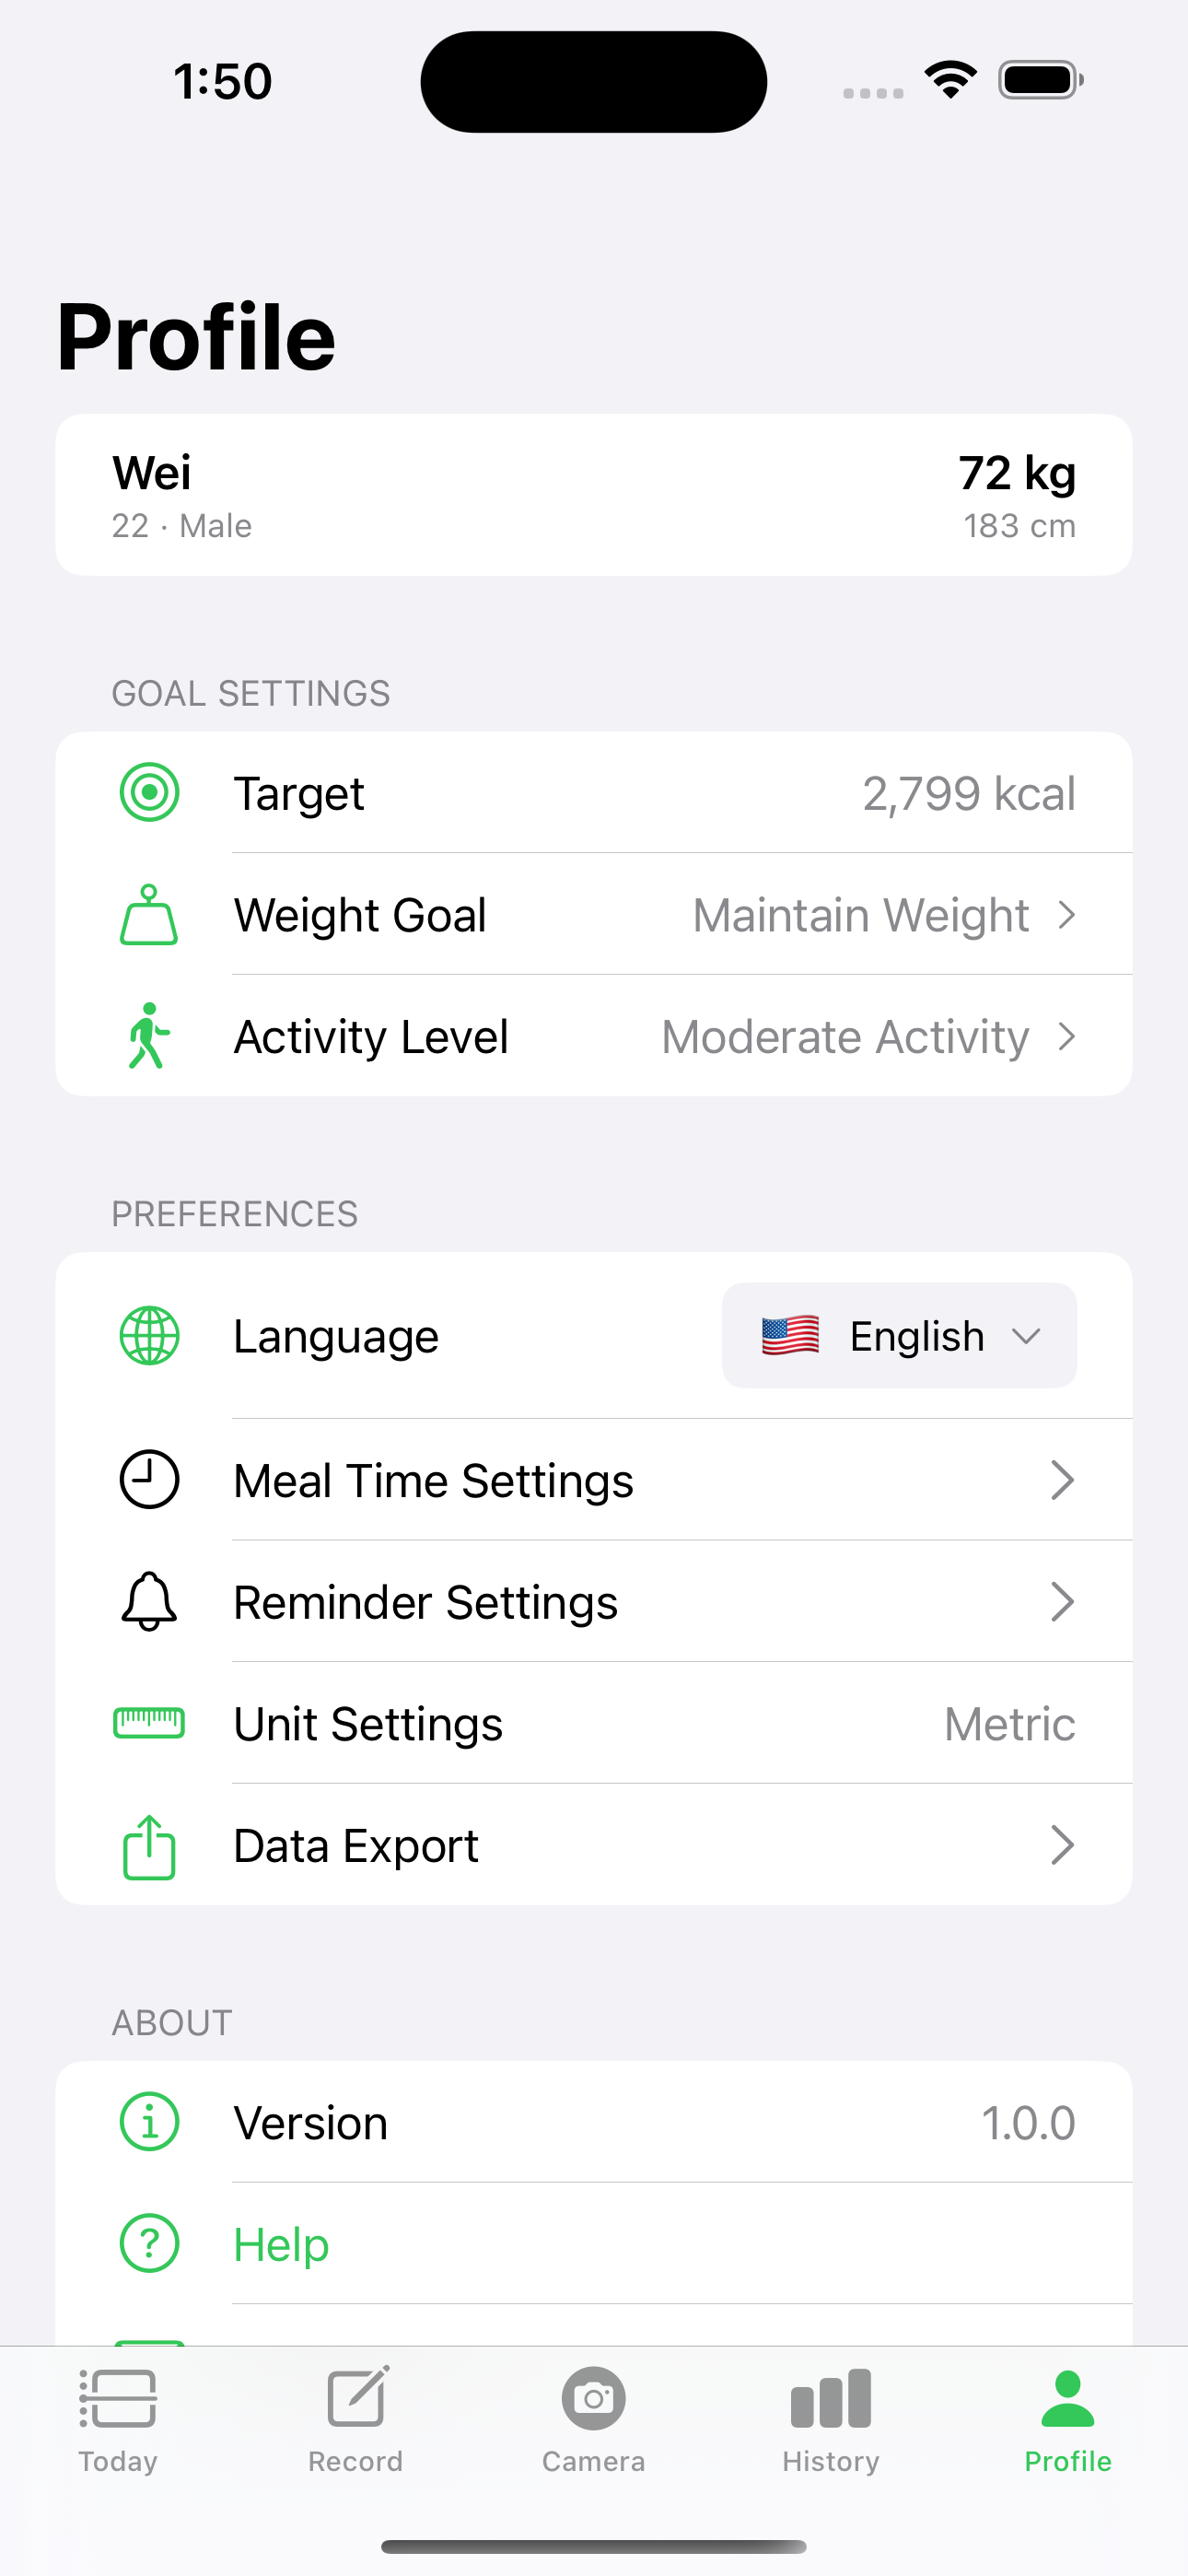 1:50
Profile
Wei 72 kg
22 · Male 183 cm
GOAL SETTINGS
Target 2,799 kcal
Weight Goal Maintain Weight
Activity Level Moderate Activity
PREFERENCES
Language English
Meal Time Settings
Reminder Settings
Unit Settings Metric
Data Export
ABOUT
Version 1.0.0
Help
Today Record Camera History Profile